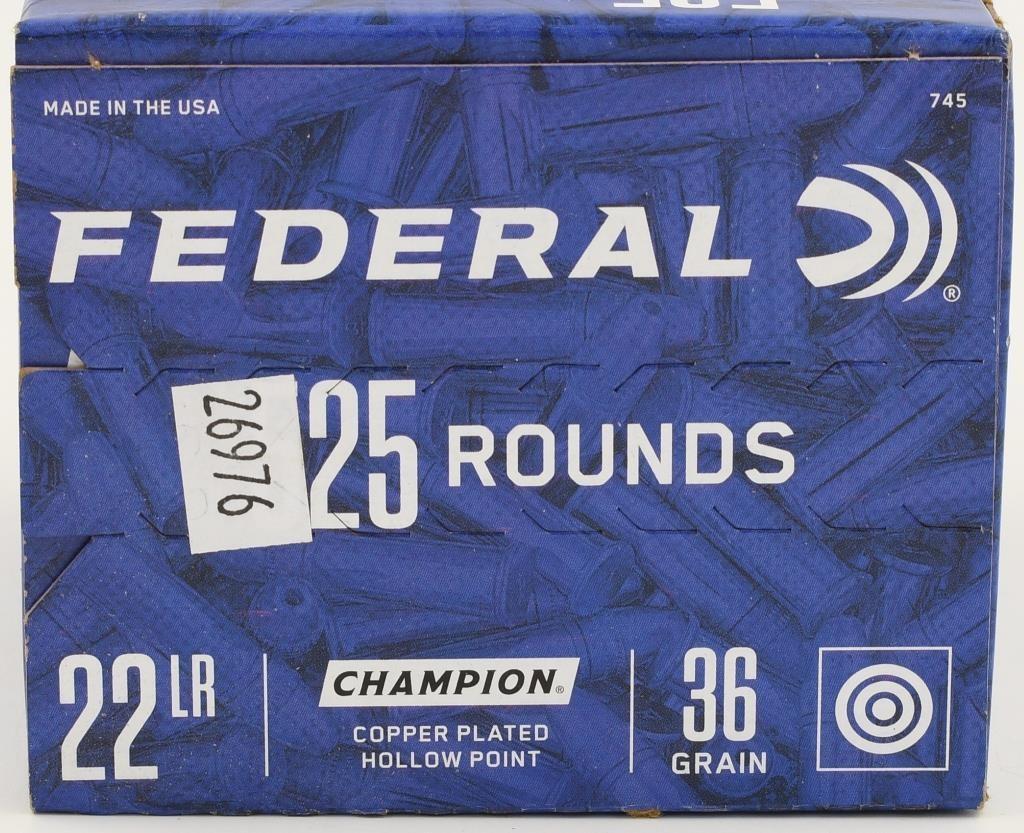 MADE IN THE USA
745
FEDERAL
®
26976
25 ROUNDS
22 LR
CHAMPION®
COPPER PLATED
HOLLOW POINT
36
GRAIN